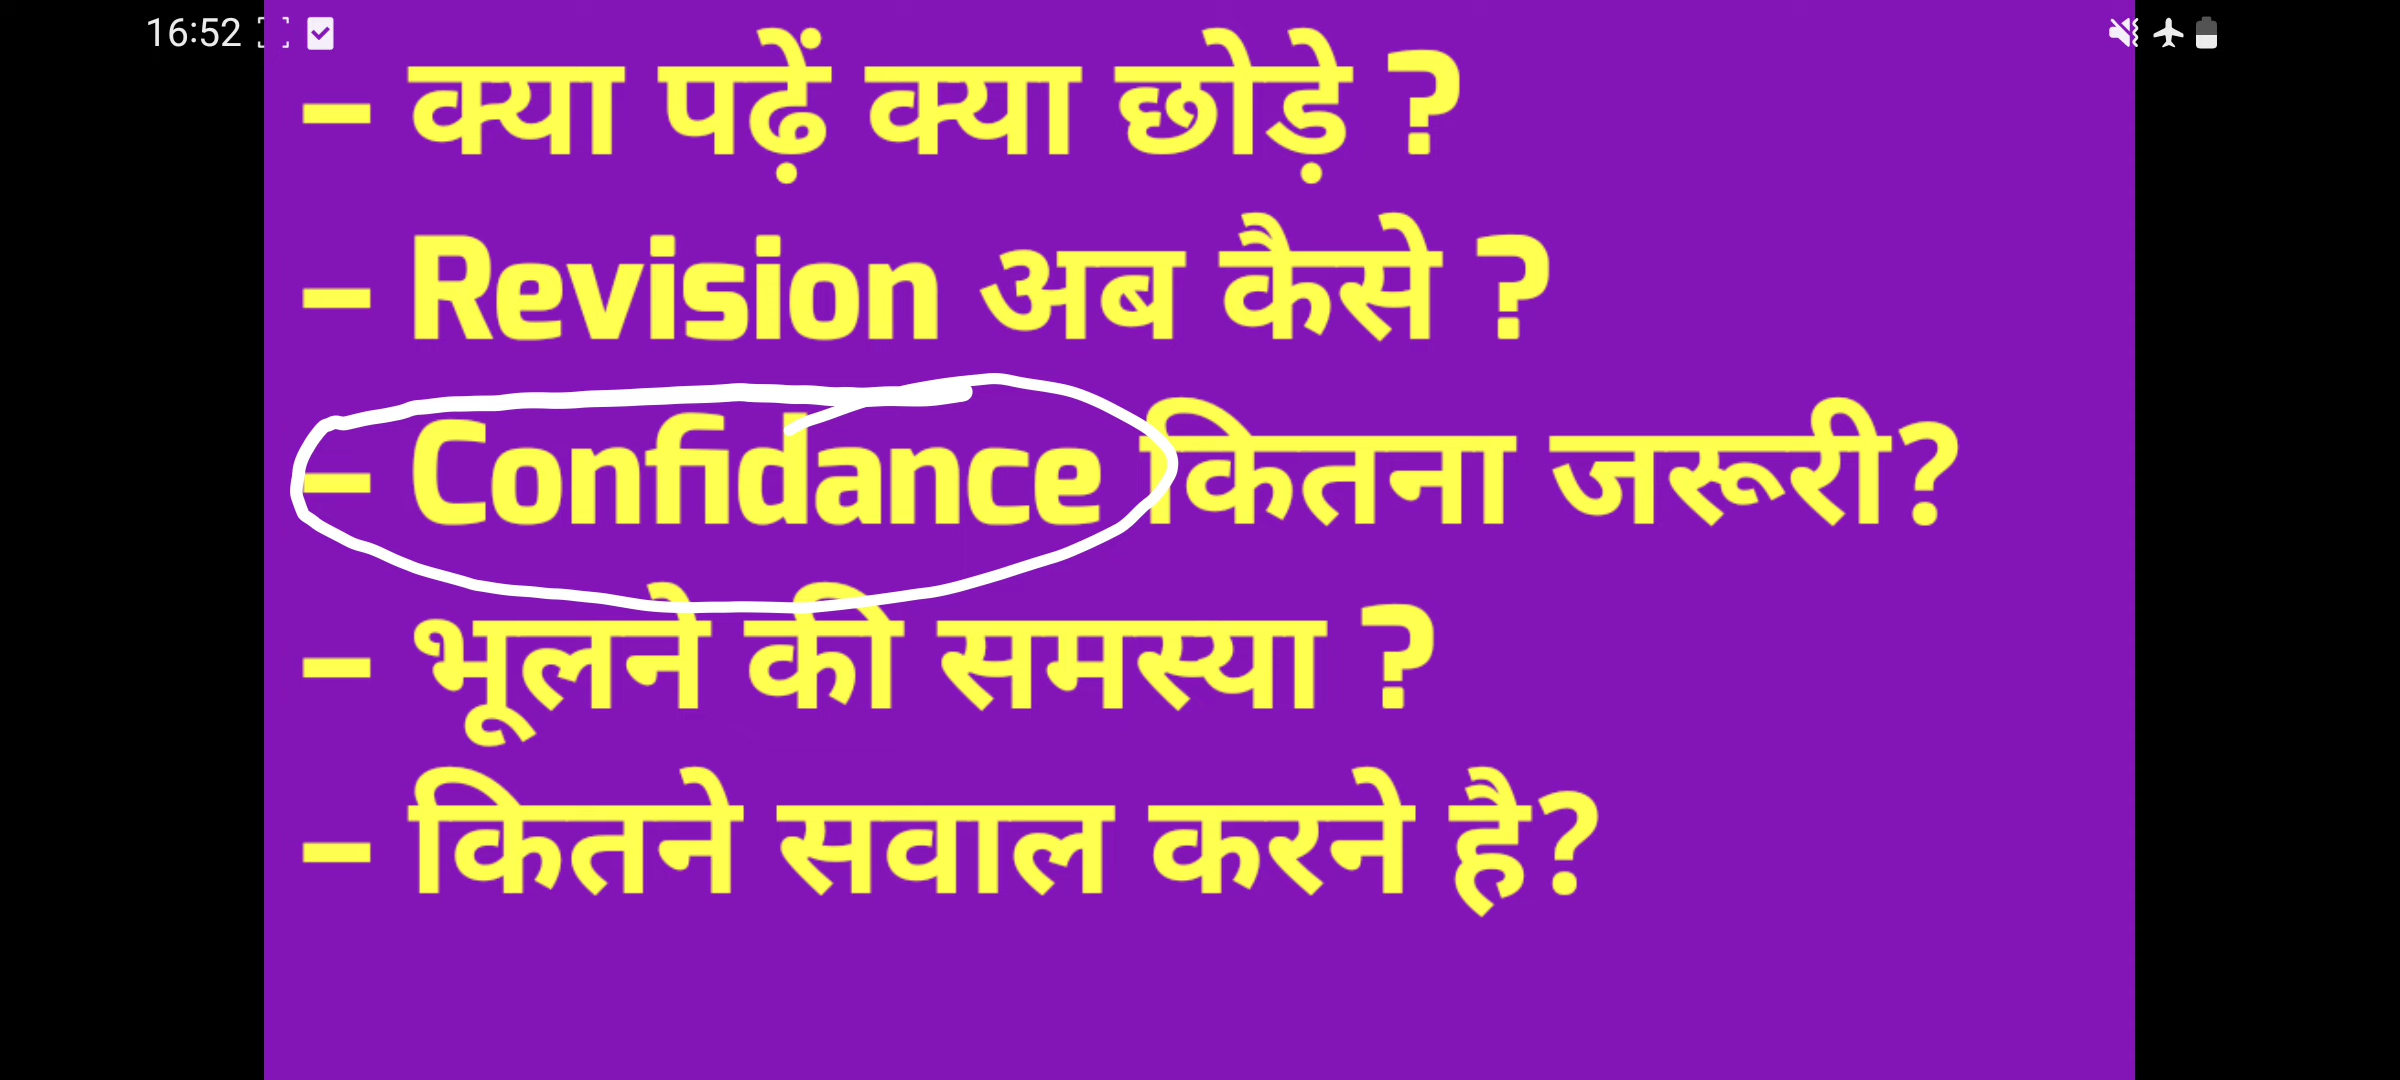 16:52
– क्या पढ़ें क्या छोड़े ?
– Revision अब कैसे ?
– Confidance कितना जरूरी?
– भूलने की समस्या ?
– कितने सवाल करने है?